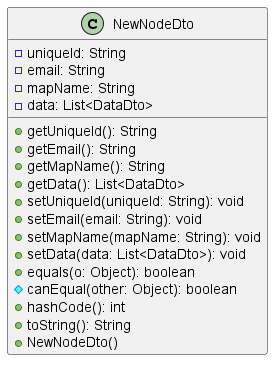 C NewNodeDto
uniqueId: String
email: String
mapName: String
data: List<DataDto>
getUniqueId(): String
getEmail(): String
getMapName(): String
getData(): List<DataDto>
setUniqueId(uniqueId: String): void
setEmail(email: String): void
setMapName(mapName: String): void
setData(data: List<DataDto>): void
equals(o: Object): boolean
canEqual(other: Object): boolean
hashCode(): int
toString(): String
NewNodeDto()